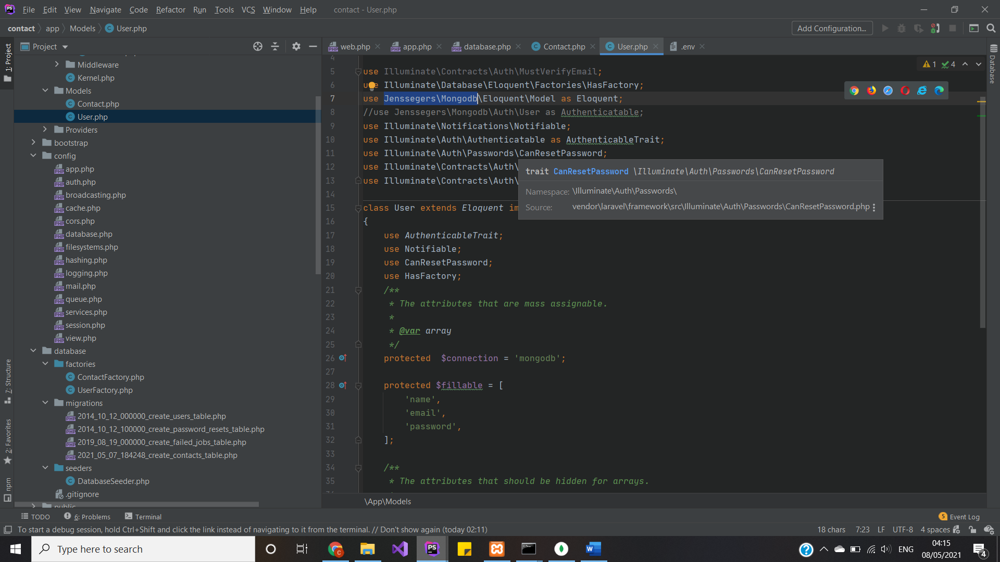 File Edit View Navigate Code Refactor Run Tools VCS Window Help contact - User.php
contact app Models User.php Add Configuration...
1: Project
Project
web.php app.php database.php Contact.php User.php .env
Middleware
Kernel.php
Models
Contact.php
User.php
Providers
bootstrap
config
app.php
auth.php
broadcasting.php
cache.php
cors.php
database.php
filesystems.php
hashing.php
logging.php
mail.php
queue.php
services.php
session.php
view.php
database
factories
ContactFactory.php
UserFactory.php
migrations
2014_10_12_000000_create_users_table.php
2014_10_12_100000_create_password_resets_table.php
2019_08_19_000000_create_failed_jobs_table.php
2021_05_07_184248_create_contacts_table.php
seeders
DatabaseSeeder.php
.gitignore
public
7: Structure
2: Favorites
npm
1 4
Database
4
5 use Illuminate\Contracts\Auth\MustVerifyEmail;
6 use Illuminate\Database\Eloquent\Factories\HasFactory;
7 use Jenssegers\Mongodb\Eloquent\Model as Eloquent;
8 //use Jenssegers\Mongodb\Auth\User as Authenticatable;
9 use Illuminate\Notifications\Notifiable;
10 use Illuminate\Auth\Authenticatable as AuthenticableTrait;
11 use Illuminate\Auth\Passwords\CanResetPassword;
12 use Illuminate\Contracts\Auth\
13 use Illuminate\Contracts\Auth\
14
15 class User extends Eloquent im
16 {
17 use AuthenticableTrait;
18 use Notifiable;
19 use CanResetPassword;
20 use HasFactory;
21 /**
22 * The attributes that are mass assignable.
23 *
24 * @var array
25 */
26 protected $connection = 'mongodb';
27
28 protected $fillable = [
29 'name',
30 'email',
31 'password',
32 ];
33
34 /**
35 * The attributes that should be hidden for arrays.
trait CanResetPassword \Illuminate\Auth\Passwords\CanResetPassword
Namespace: \Illuminate\Auth\Passwords\
Source: vendor\laravel\framework\src\Illuminate\Auth\Passwords\CanResetPassword.php
\App\Models
TODO 6: Problems Terminal 5 Event Log
To start a debug session, hold Ctrl+Shift and click the link instead of navigating to it from the terminal. // Don't show again (today 02:11) 18 chars 7:23 LF UTF-8 4 spaces
Type here to search ENG 04:15
08/05/2021 4